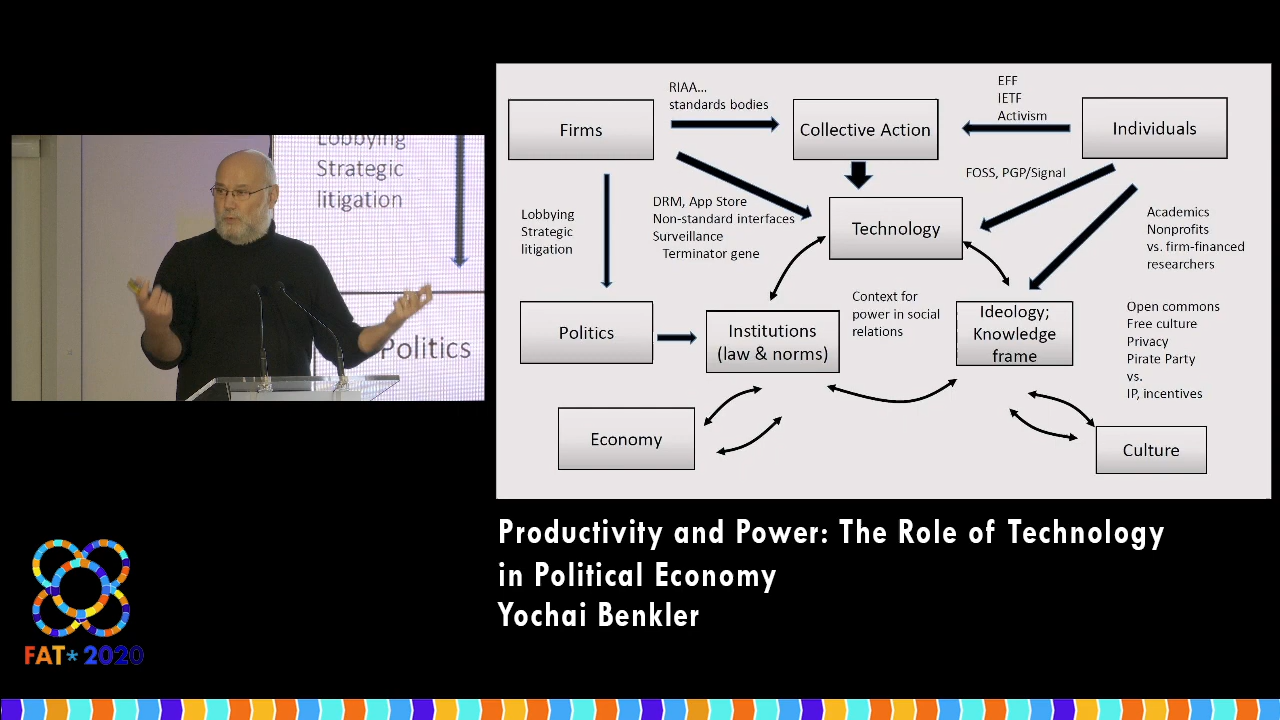 Lobbying
Strategic
litigation
Politics
RIAA...
standards bodies
EFF
IETF
Activism
Firms
Collective Action
Individuals
FOSS, PGP/Signal
DRM, App Store
Non-standard interfaces
Surveillance
Terminator gene
Lobbying
Strategic
litigation
Technology
Academics
Nonprofits
vs. firm-financed
researchers
Context for
power in social
relations
Politics
Institutions
(law & norms)
Ideology;
Knowledge
frame
Open commons
Free culture
Privacy
Pirate Party
vs.
IP, incentives
Economy
Culture
Productivity and Power: The Role of Technology
in Political Economy
Yochai Benkler
FAT* 2020